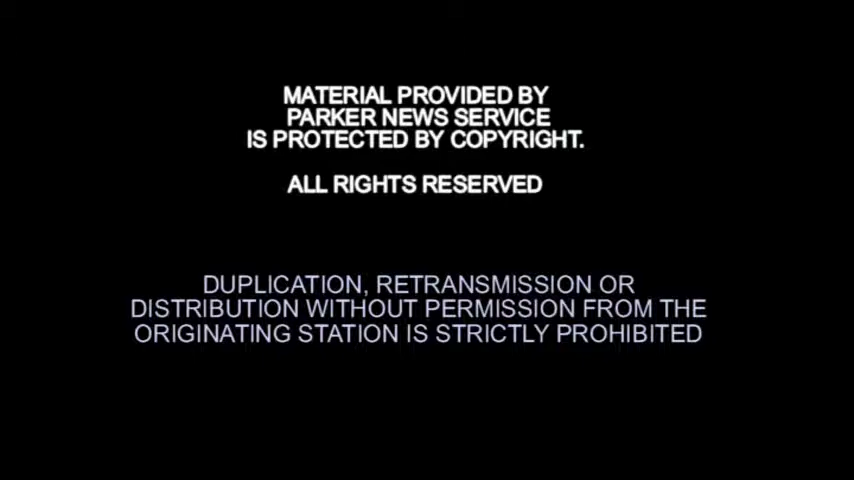 MATERIAL PROVIDED BY
PARKER NEWS SERVICE
IS PROTECTED BY COPYRIGHT.
ALL RIGHTS RESERVED
DUPLICATION, RETRANSMISSION OR
DISTRIBUTION WITHOUT PERMISSION FROM THE
ORIGINATING STATION IS STRICTLY PROHIBITED